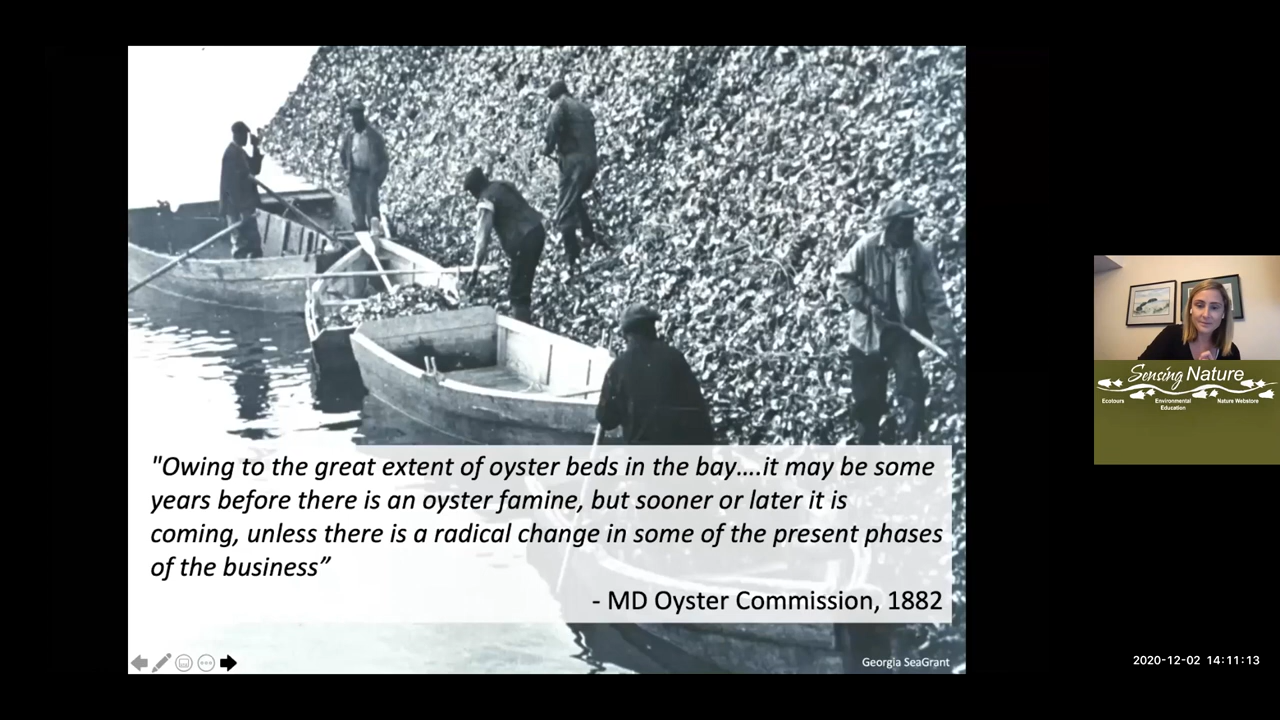 "Owing to the great extent of oyster beds in the bay....it may be some
years before there is an oyster famine, but sooner or later it is
coming, unless there is a radical change in some of the present phases
of the business”
- MD Oyster Commission, 1882
Georgia SeaGrant
Sensing Nature
Ecotours
Environmental
Education
Nature Webstore
2020-12-02 14:11:13